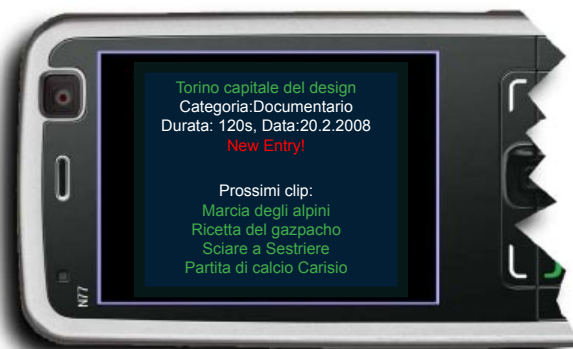 Torino capitale del design
Categoria:Documentario
Durata: 120s, Data:20.2.2008
New Entry!
Prossimi clip:
Marcia degli alpini
Ricetta del gazpacho
Sciare a Sestriere
Partita di calcio Carisio
N77